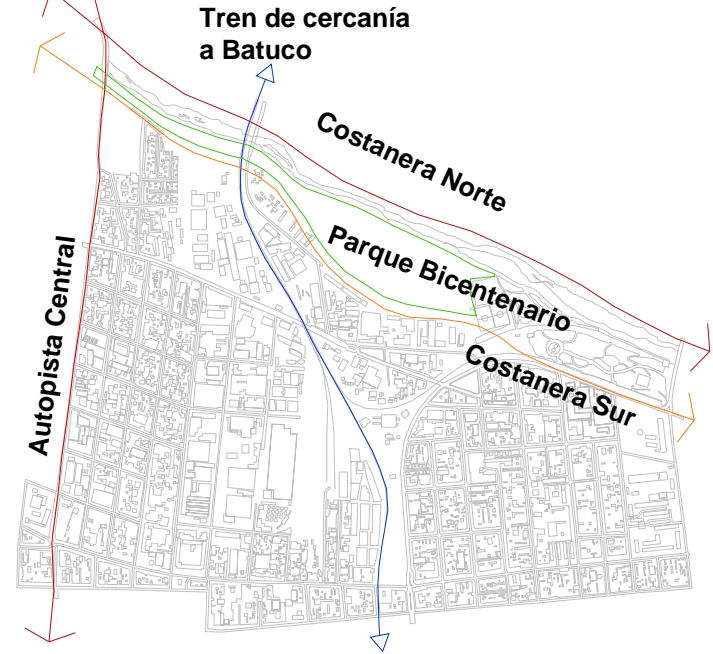 Tren de cercanía
a Batuco
Costanera Norte
Parque Bicentenario
Autopista Central
Costanera Sur